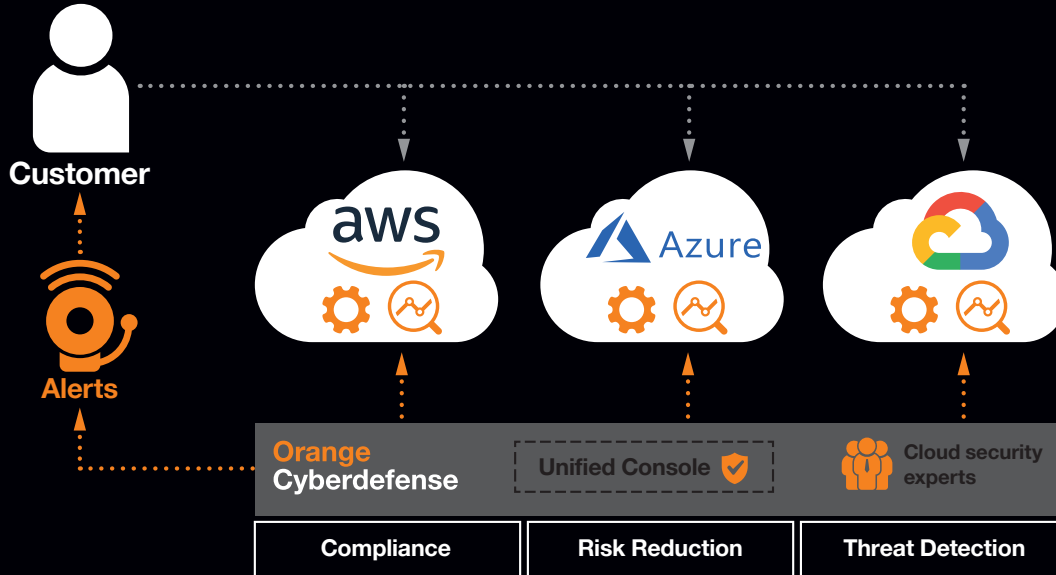 Customer
aws
Azure
Alerts
Orange
Cyberdefense
Unified Console
Cloud security
experts
Compliance
Risk Reduction
Threat Detection